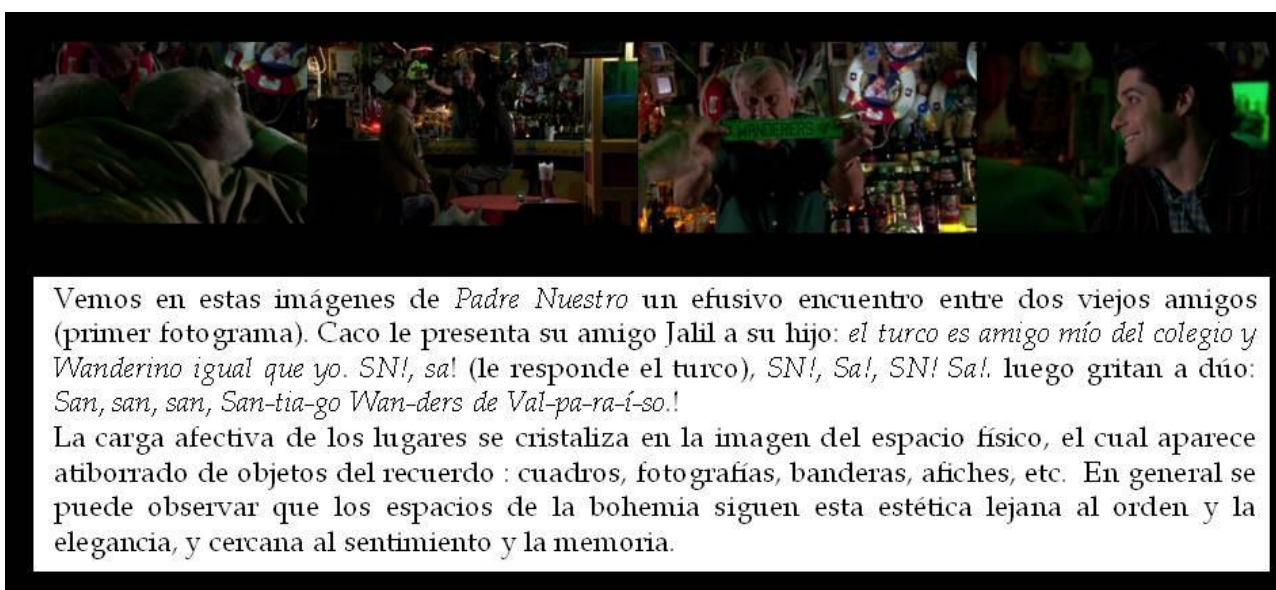 WANDERERS
Vemos en estas imágenes de Padre Nuestro un efusivo encuentro entre dos viejos amigos
(primer fotograma). Caco le presenta su amigo Jalil a su hijo: el turco es amigo mío del colegio y
Wanderino igual que yo. SN!, sa! (le responde el turco), SN!, Sa!, SN! Sa!. luego gritan a dúo:
San, san, san, San-tia-go Wan-ders de Val-pa-ra-í-so.!
La carga afectiva de los lugares se cristaliza en la imagen del espacio físico, el cual aparece
atiborrado de objetos del recuerdo : cuadros, fotografías, banderas, afiches, etc. En general se
puede observar que los espacios de la bohemia siguen esta estética lejana al orden y la
elegancia, y cercana al sentimiento y la memoria.